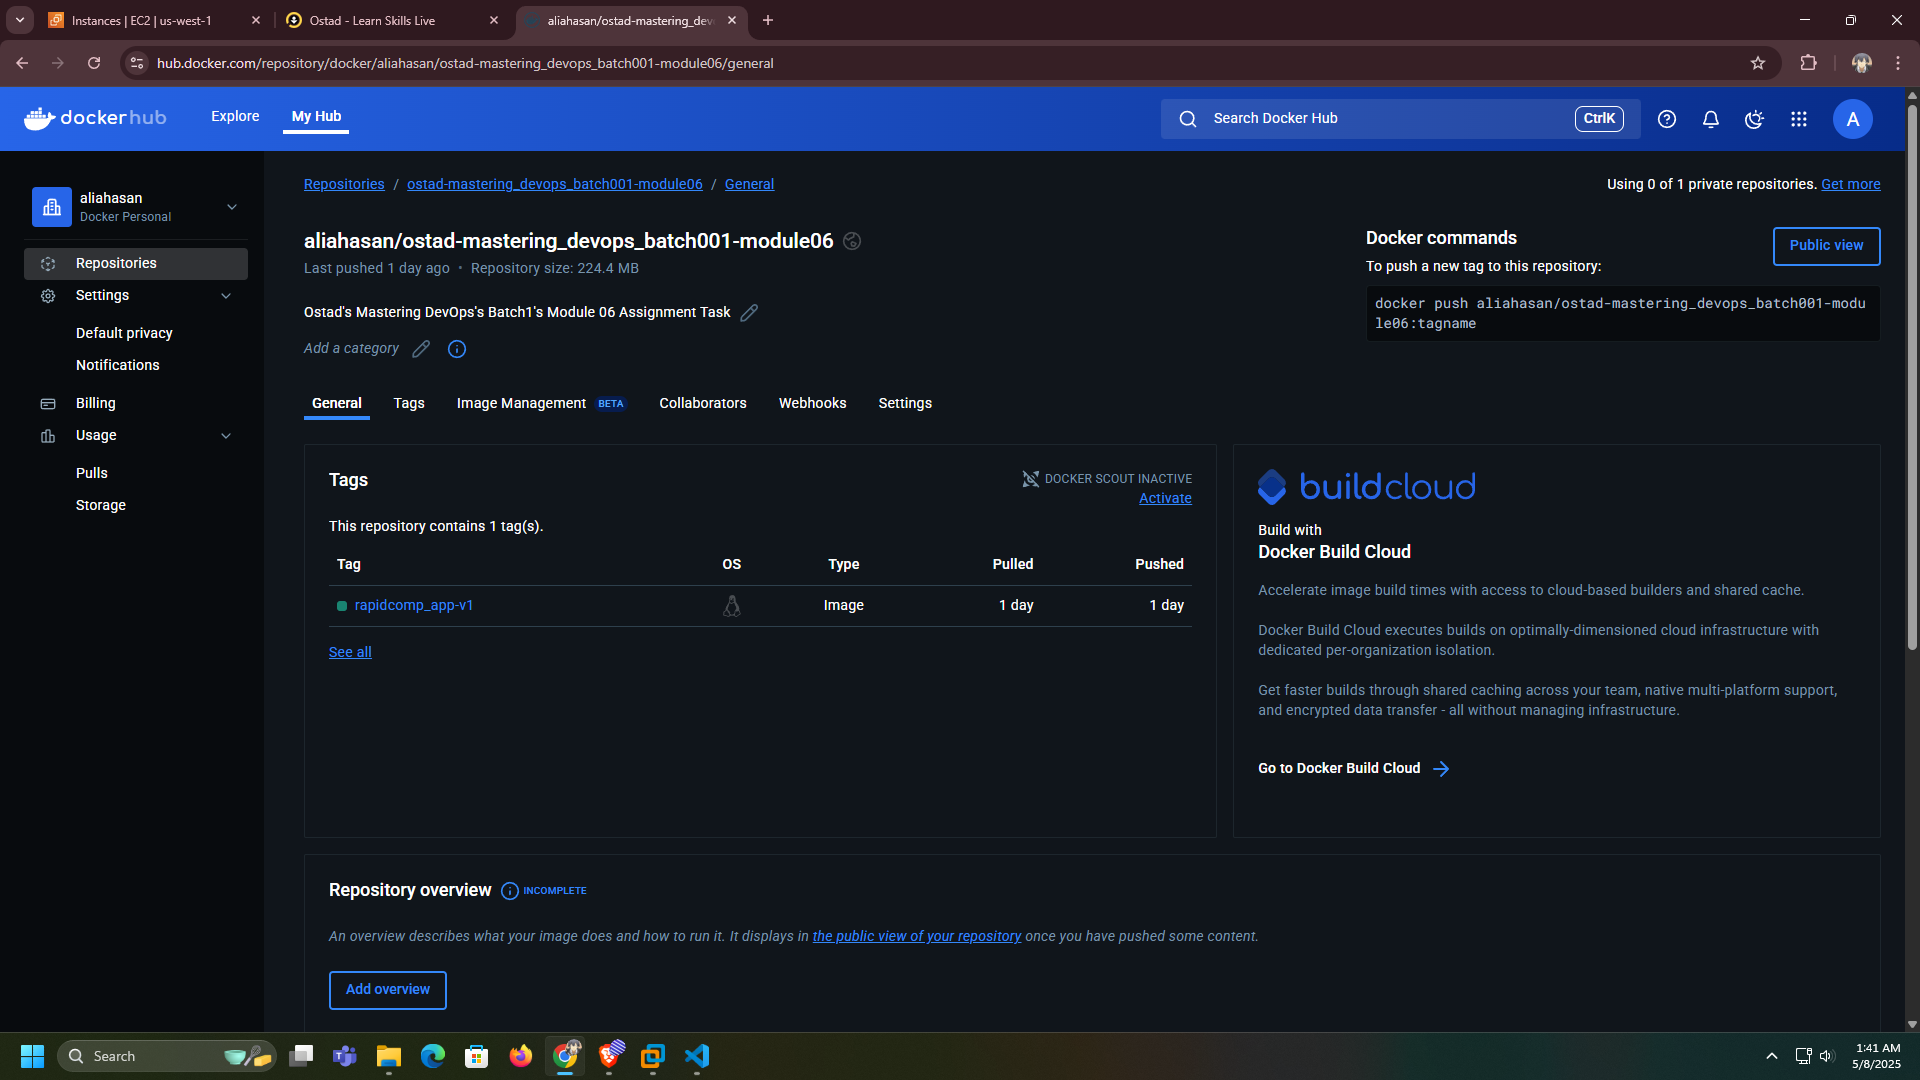 Instances | EC2 | us-west-1
Ostad - Learn Skills Live
aliahasan/ostad-mastering_dev
hub.docker.com/repository/docker/aliahasan/ostad-mastering_devops_batch001-module06/general
dockerhub
Explore
My Hub
Search Docker Hub
CtrlK
A
aliahasan
Docker Personal
Repositories
Settings
Default privacy
Notifications
Billing
Usage
Pulls
Storage
Repositories / ostad-mastering_devops_batch001-module06 / General
Using 0 of 1 private repositories. Get more
aliahasan/ostad-mastering_devops_batch001-module06
Last pushed 1 day ago • Repository size: 224.4 MB
Ostad's Mastering DevOps's Batch1's Module 06 Assignment Task
Add a category
Docker commands
Public view
To push a new tag to this repository:
docker push aliahasan/ostad-mastering_devops_batch001-modu
le06:tagname
General
Tags
Image Management BETA
Collaborators
Webhooks
Settings
Tags
DOCKER SCOUT INACTIVE
Activate
This repository contains 1 tag(s).
Tag OS Type Pulled Pushed
rapidcomp_app-v1 Image 1 day 1 day
See all
buildcloud
Build with
Docker Build Cloud
Accelerate image build times with access to cloud-based builders and shared cache.
Docker Build Cloud executes builds on optimally-dimensioned cloud infrastructure with
dedicated per-organization isolation.
Get faster builds through shared caching across your team, native multi-platform support,
and encrypted data transfer - all without managing infrastructure.
Go to Docker Build Cloud
Repository overview INCOMPLETE
An overview describes what your image does and how to run it. It displays in the public view of your repository once you have pushed some content.
Add overview
Search
1:41 AM
5/8/2025